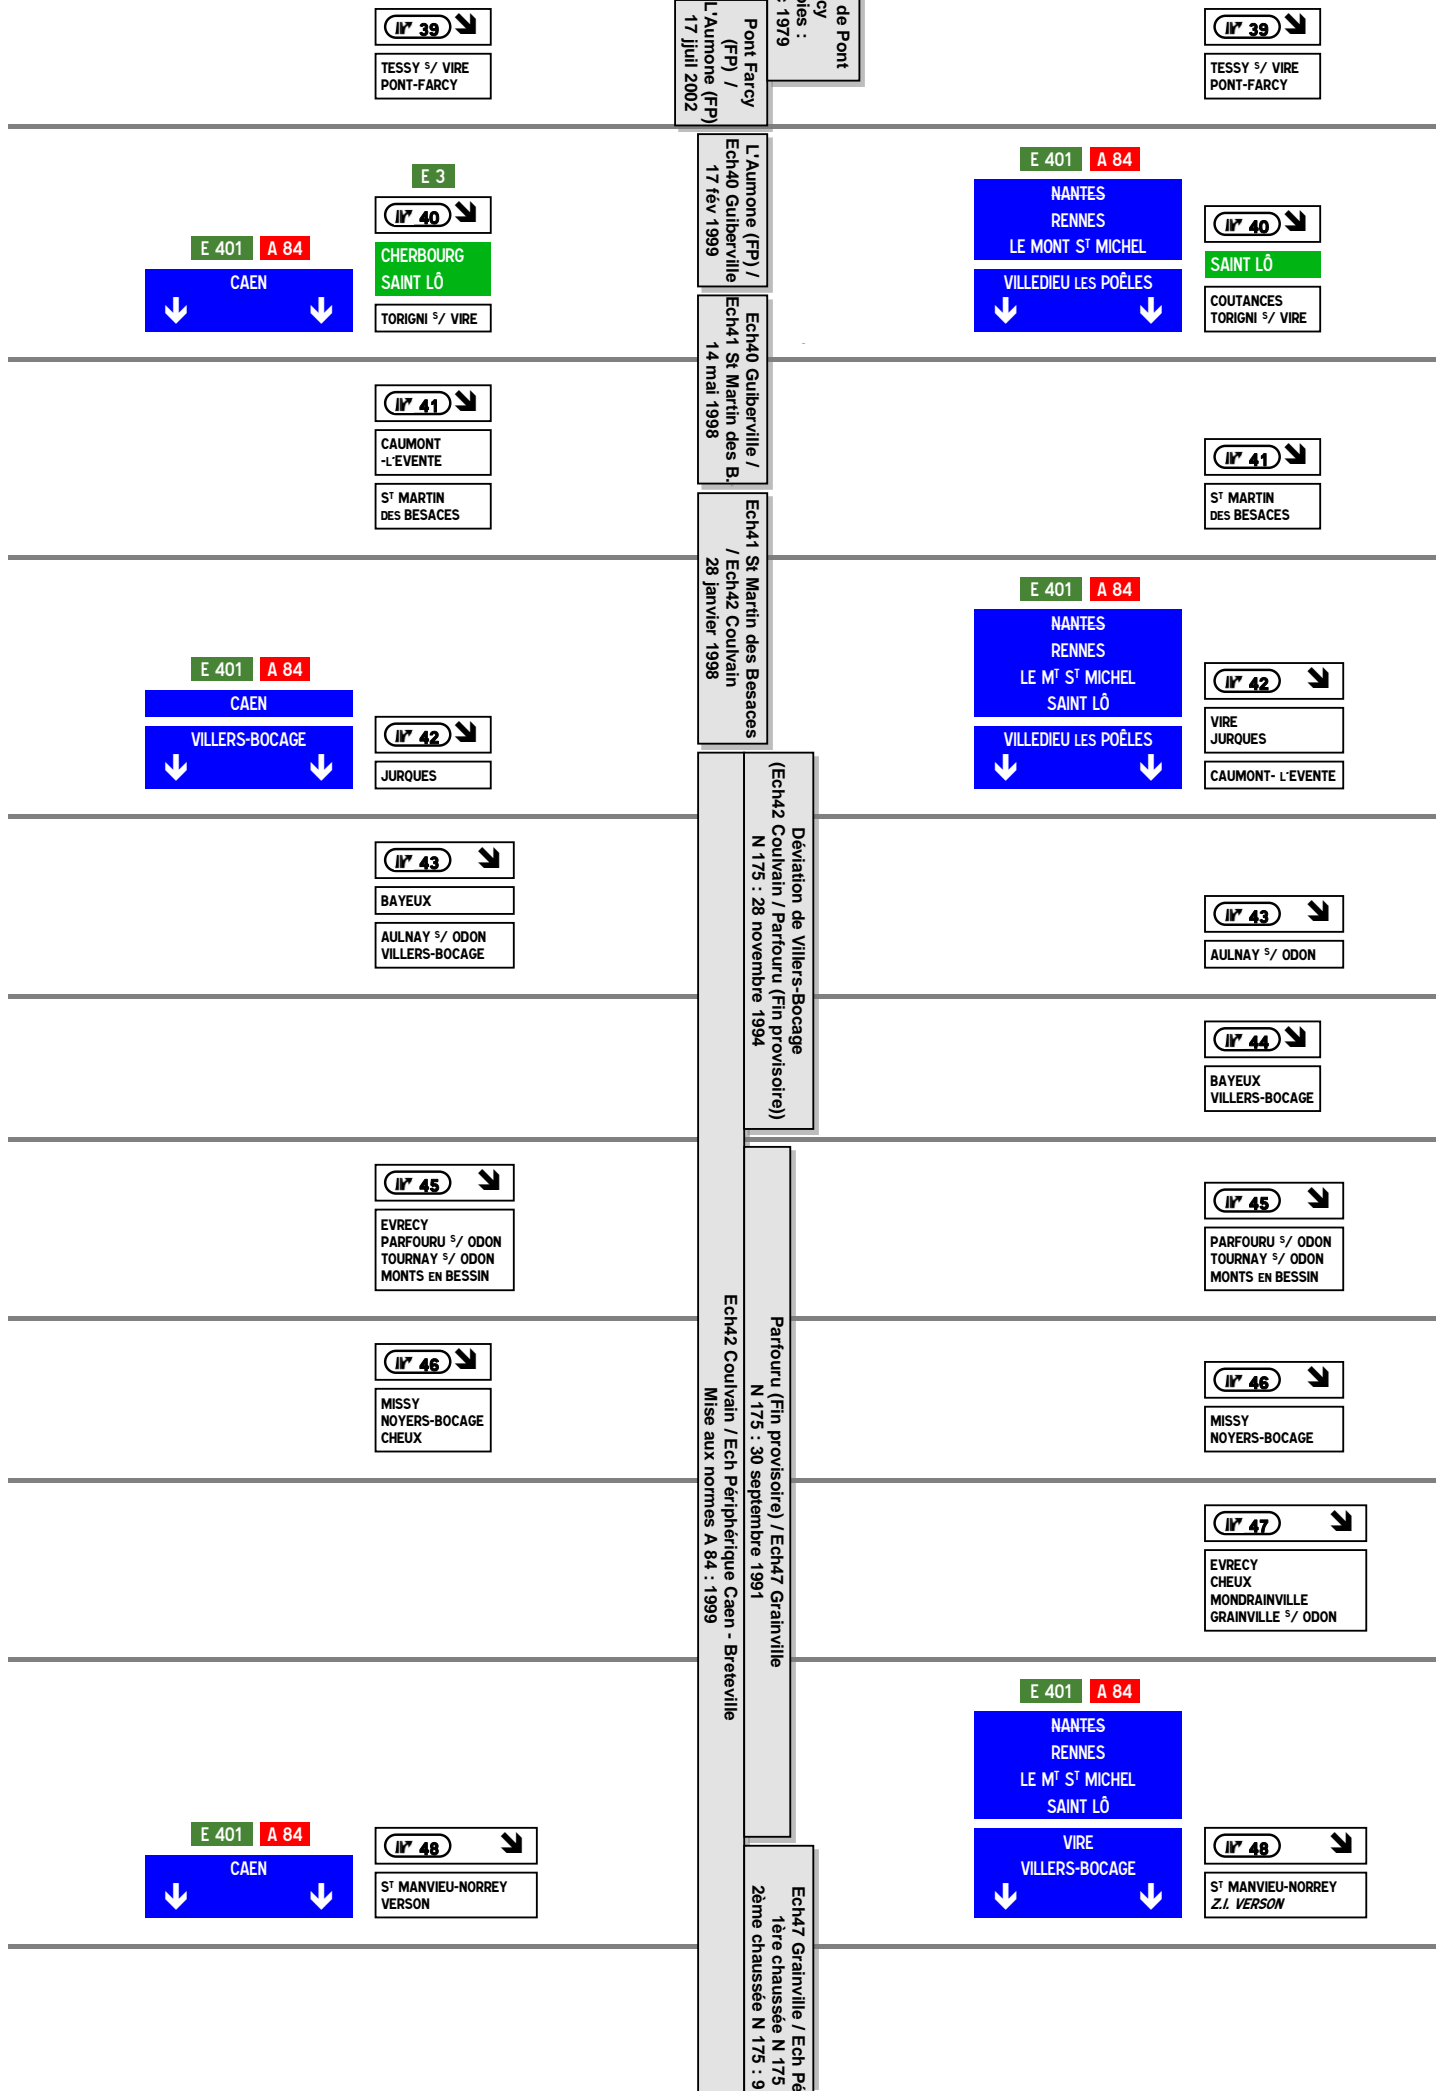 39
TESSY S/ VIRE
PONT-FARCY
de Pont
cy
oies :
: 1979
Pont Farcy
(FP) /
L'Aumone (FP)
17 jjuil 2002
39
TESSY S/ VIRE
PONT-FARCY
E 401 A 84
CAEN
E 3
40
CHERBOURG
SAINT LÔ
TORIGNI S/ VIRE
L'Aumone (FP) /
Ech40 Guiberville
17 fév 1999
E 401 A 84
NANTES
RENNES
LE MONT ST MICHEL
VILLEDIEU LES POÊLES
40
SAINT LÔ
COUTANCES
TORIGNI S/ VIRE
41
CAUMONT
-L'EVENTE
ST MARTIN
DES BESACES
Ech40 Guiberville /
Ech41 St Martin des B.
14 mai 1998
41
ST MARTIN
DES BESACES
E 401 A 84
CAEN
VILLERS-BOCAGE
42
JURQUES
Ech41 St Martin des Besaces
/ Ech42 Coulvain
28 janvier 1998
E 401 A 84
NANTES
RENNES
LE MT ST MICHEL
SAINT LÔ
VILLEDIEU LES POÊLES
42
VIRE
JURQUES
CAUMONT- L'EVENTE
43
BAYEUX
AULNAY S/ ODON
VILLERS-BOCAGE
Déviation de Villers-Bocage
(Ech42 Coulvain / Parfouru (Fin provisoire))
N 175 : 28 novembre 1994
43
AULNAY S/ ODON
44
BAYEUX
VILLERS-BOCAGE
45
EVRECY
PARFOURU S/ ODON
TOURNAY S/ ODON
MONTS EN BESSIN
45
PARFOURU S/ ODON
TOURNAY S/ ODON
MONTS EN BESSIN
46
MISSY
NOYERS-BOCAGE
CHEUX
Parfouru (Fin provisoire) / Ech47 Grainville
N 175 : 30 septembre 1991
Ech42 Coulvain / Ech Périphérique Caen - Breteville
Mise aux normes A 84 : 1999
46
MISSY
NOYERS-BOCAGE
47
EVRECY
CHEUX
MONDRAINVILLE
GRAINVILLE S/ ODON
E 401 A 84
CAEN
48
ST MANVIEU-NORREY
VERSON
E 401 A 84
NANTES
RENNES
LE MT ST MICHEL
SAINT LÔ
VIRE
VILLERS-BOCAGE
48
ST MANVIEU-NORREY
Z.I. VERSON
Ech47 Grainville / Ech Pé
1ère chaussée N 175
2ème chaussée N 175 : 9